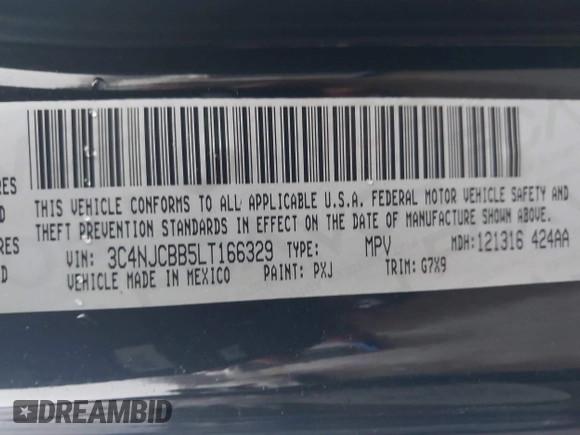 RES
THIS VEHICLE CONFORMS TO ALL APPLICABLE U.S.A. FEDERAL MOTOR VEHICLE SAFETY AND
D
THEFT PREVENTION STANDARDS IN EFFECT ON THE DATE OF MANUFACTURE SHOWN ABOVE.
RES
VIN: 3C4NJCBB5LT166329 TYPE: MPV MDH: 121316 424AA
D
VEHICLE MADE IN MEXICO PAINT: PXJ TRIM: G7X9
DREAMBID